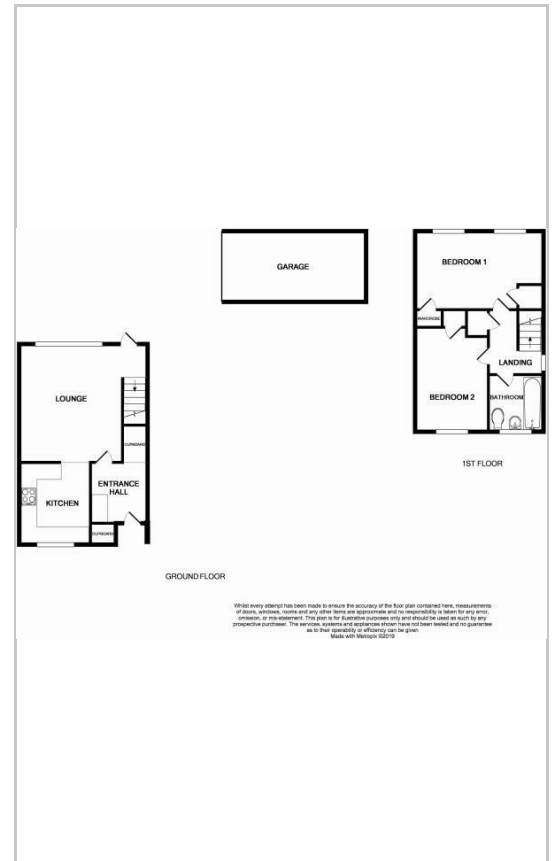 GARAGE
BEDROOM 1
WARDROBE
LANDING
BEDROOM 2
BATHROOM
1ST FLOOR
LOUNGE
CUPBOARD
ENTRANCE
HALL
KITCHEN
CUPBOARD
GROUND FLOOR
Whilst every attempt has been made to ensure the accuracy of the floor plan contained here, measurements
of doors, windows, rooms and any other items are approximate and no responsibility is taken for any error,
omission, or mis-statement. This plan is for illustrative purposes only and should be used as such by any
prospective purchaser. The services, systems and appliances shown have not been tested and no guarantee
as to their operability or efficiency can be given
Made with Metropix ©2019